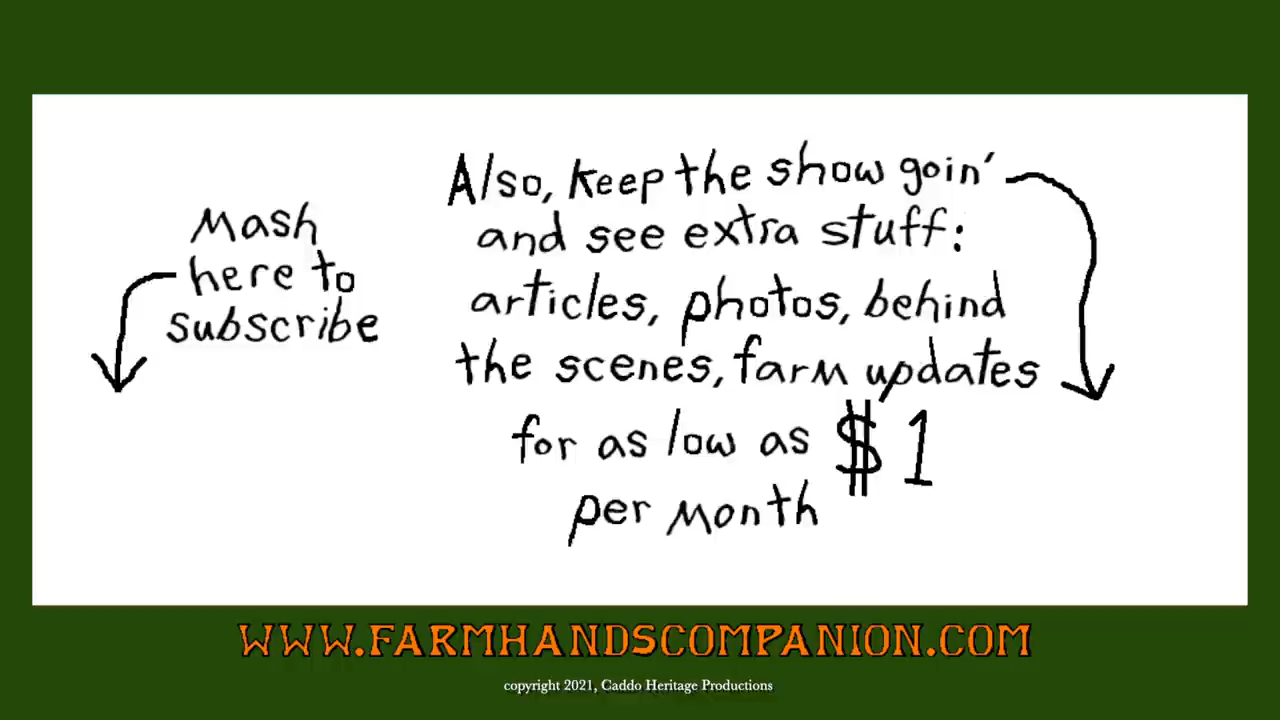 Mash
here to
subscribe
Also, keep the show goin'
and see extra stuff:
articles, photos, behind
the scenes, farm updates
for as low as $1
per month
WWW.FARMHANDSCOMPANION.COM
copyright 2021, Caddo Heritage Productions